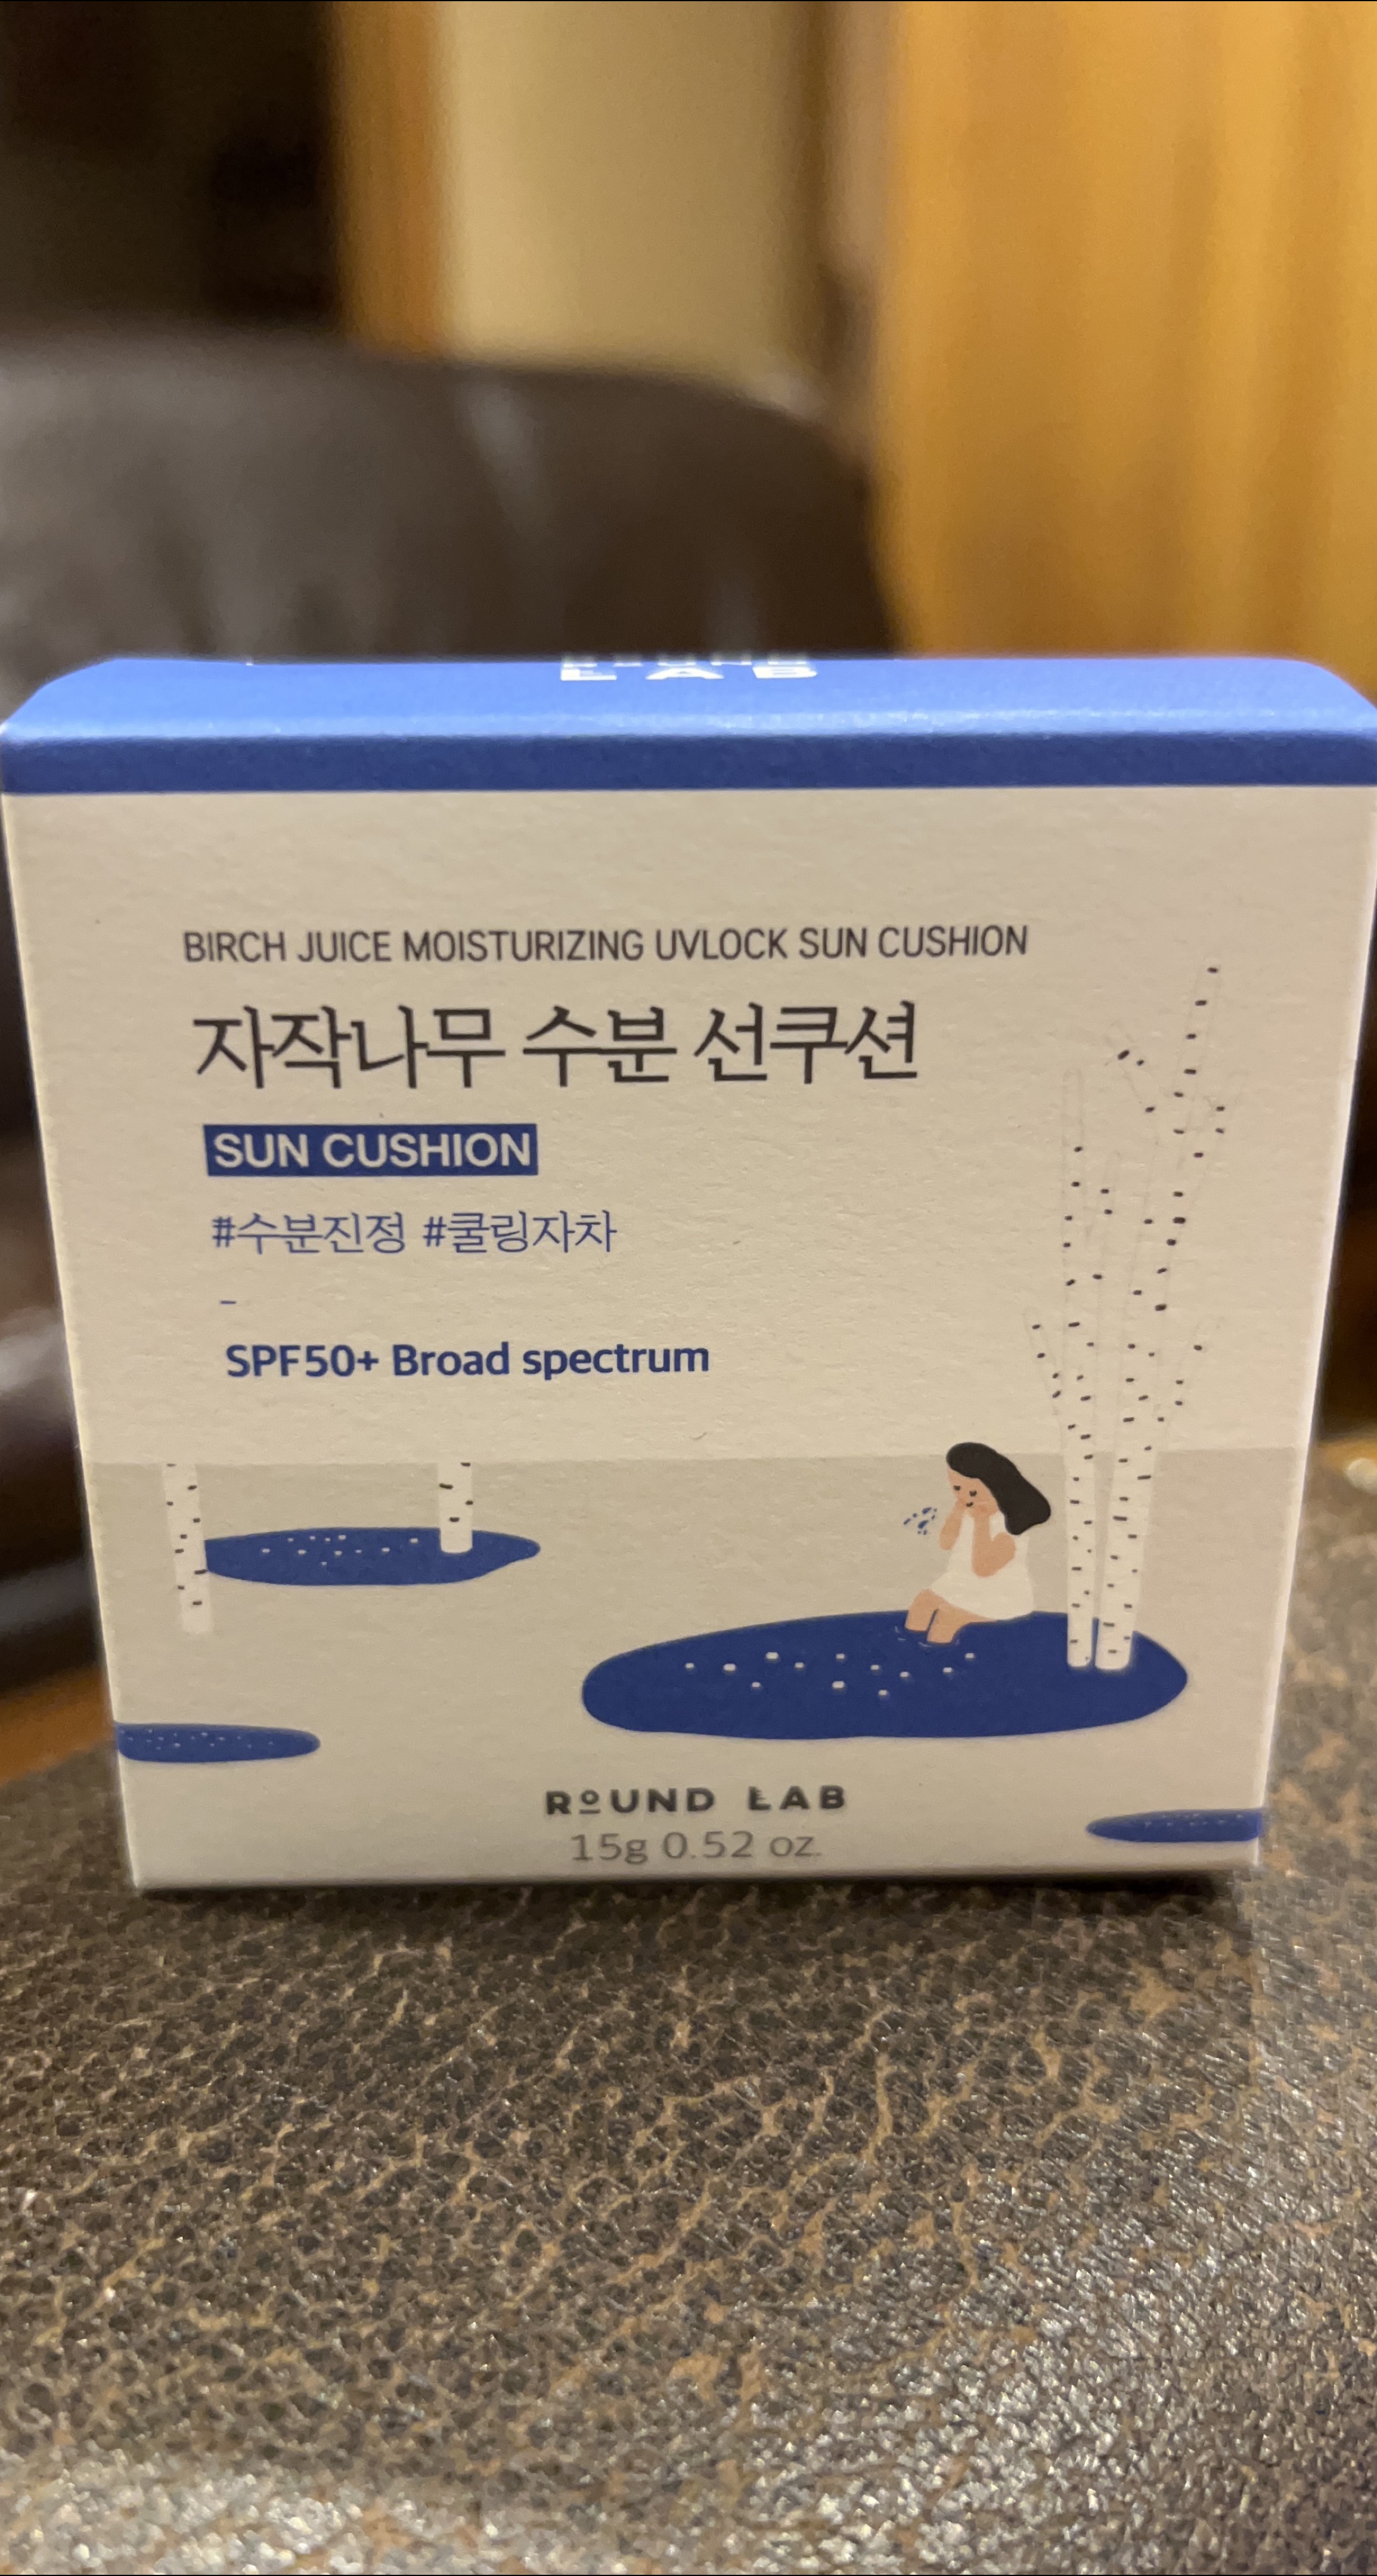 LAB
BIRCH JUICE MOISTURIZING UVLOCK SUN CUSHION
자작나무 수분 선쿠션
SUN CUSHION
#수분진정 #쿨링자차
-
SPF50+ Broad spectrum
ROUND LAB
15g 0.52 oz.